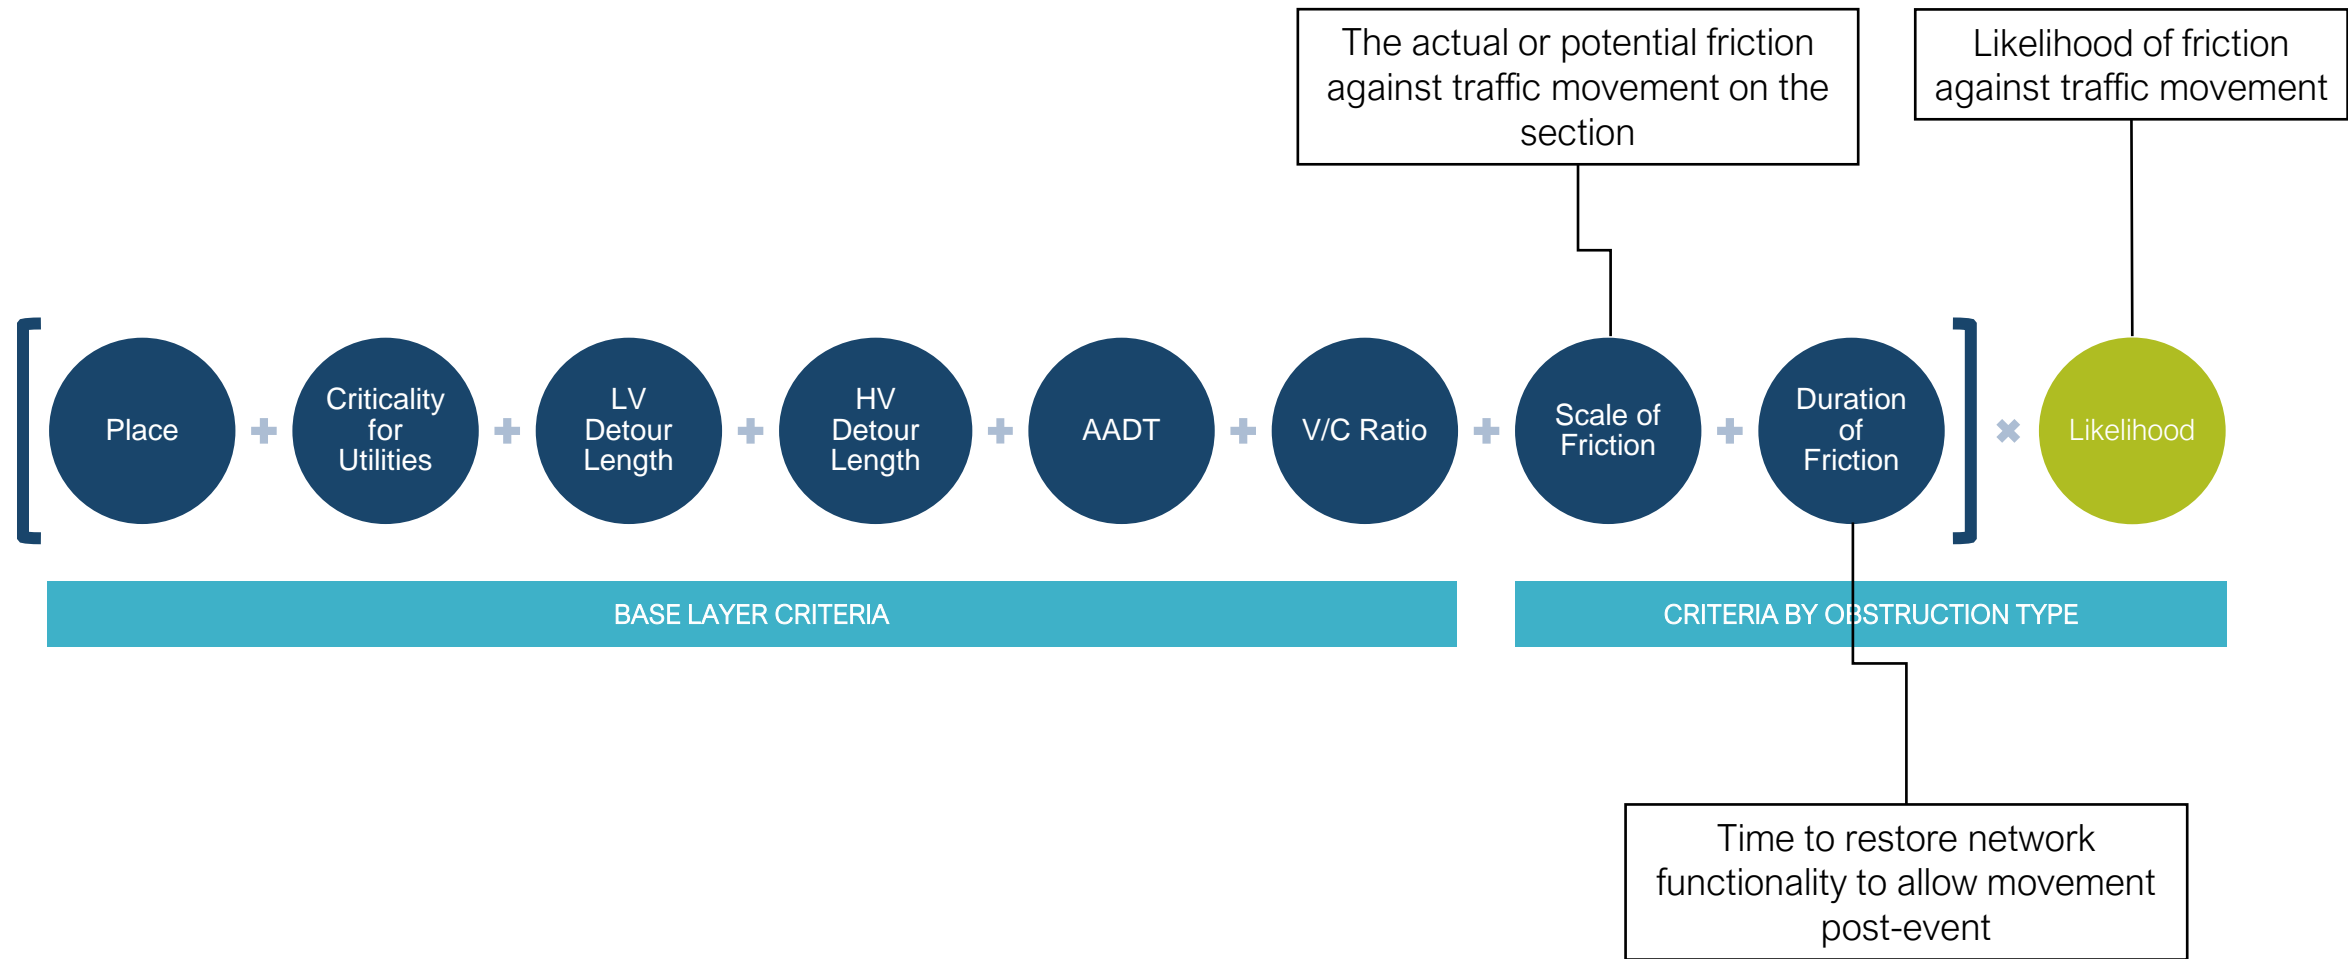 The actual or potential friction
against traffic movement on the
section
Likelihood of friction
against traffic movement
Place
Criticality
for
Utilities
LV
Detour
Length
HV
Detour
Length
AADT
V/C Ratio
Scale of
Friction
Duration
of
Friction
Likelihood
BASE LAYER CRITERIA
CRITERIA BY OBSTRUCTION TYPE
Time to restore network
functionality to allow movement
post-event